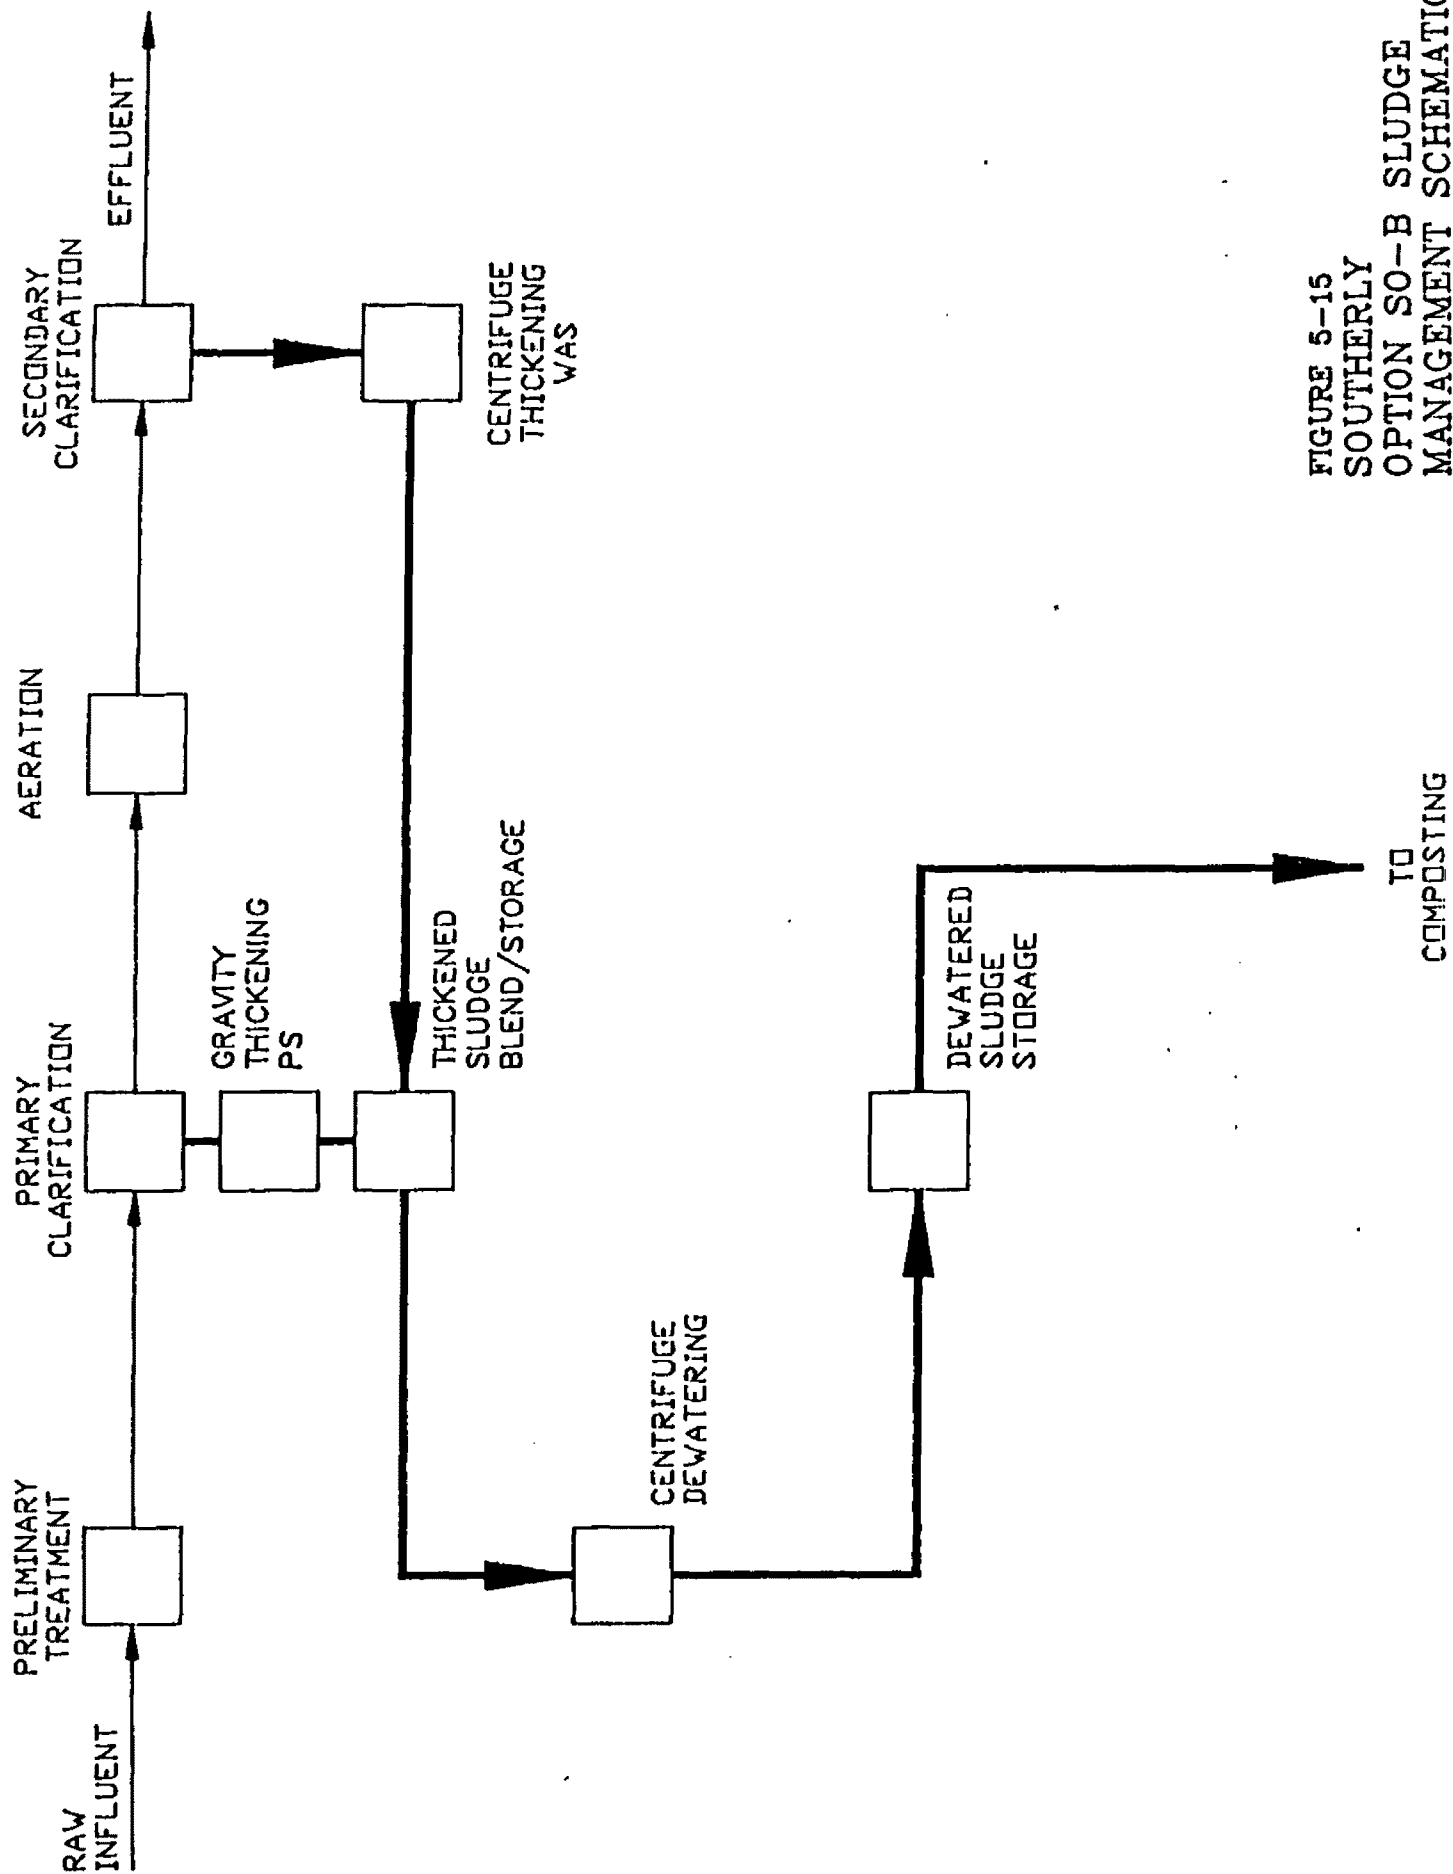 RAW
INFLUENT
PRELIMINARY
TREATMENT
PRIMARY
CLARIFICATION
AERATION
SECONDARY
CLARIFICATION
EFFLUENT
GRAVITY
THICKENING
PS
THICKENED
SLUDGE
BLEND/STORAGE
CENTRIFUGE
THICKENING
WAS
CENTRIFUGE
DEWATERING
DEWATERED
SLUDGE
STORAGE
TO
COMPOSTING
FIGURE 5-15
SOUTHERLY
OPTION SO-B SLUDGE
MANAGEMENT SCHEMATIC